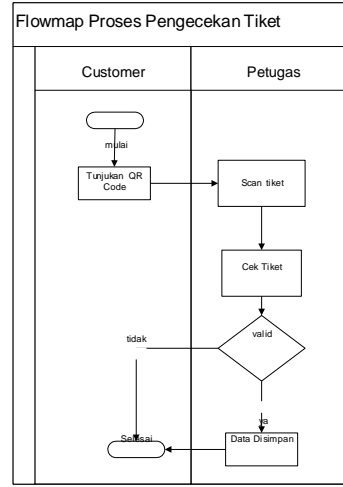 Flowmap Proses Pengecekan Tiket
Customer
Petugas
mulai
Tunjukan QR
Code
Scan tiket
Cek Tiket
valid
tidak
ya
Selesai
Data Disimpan